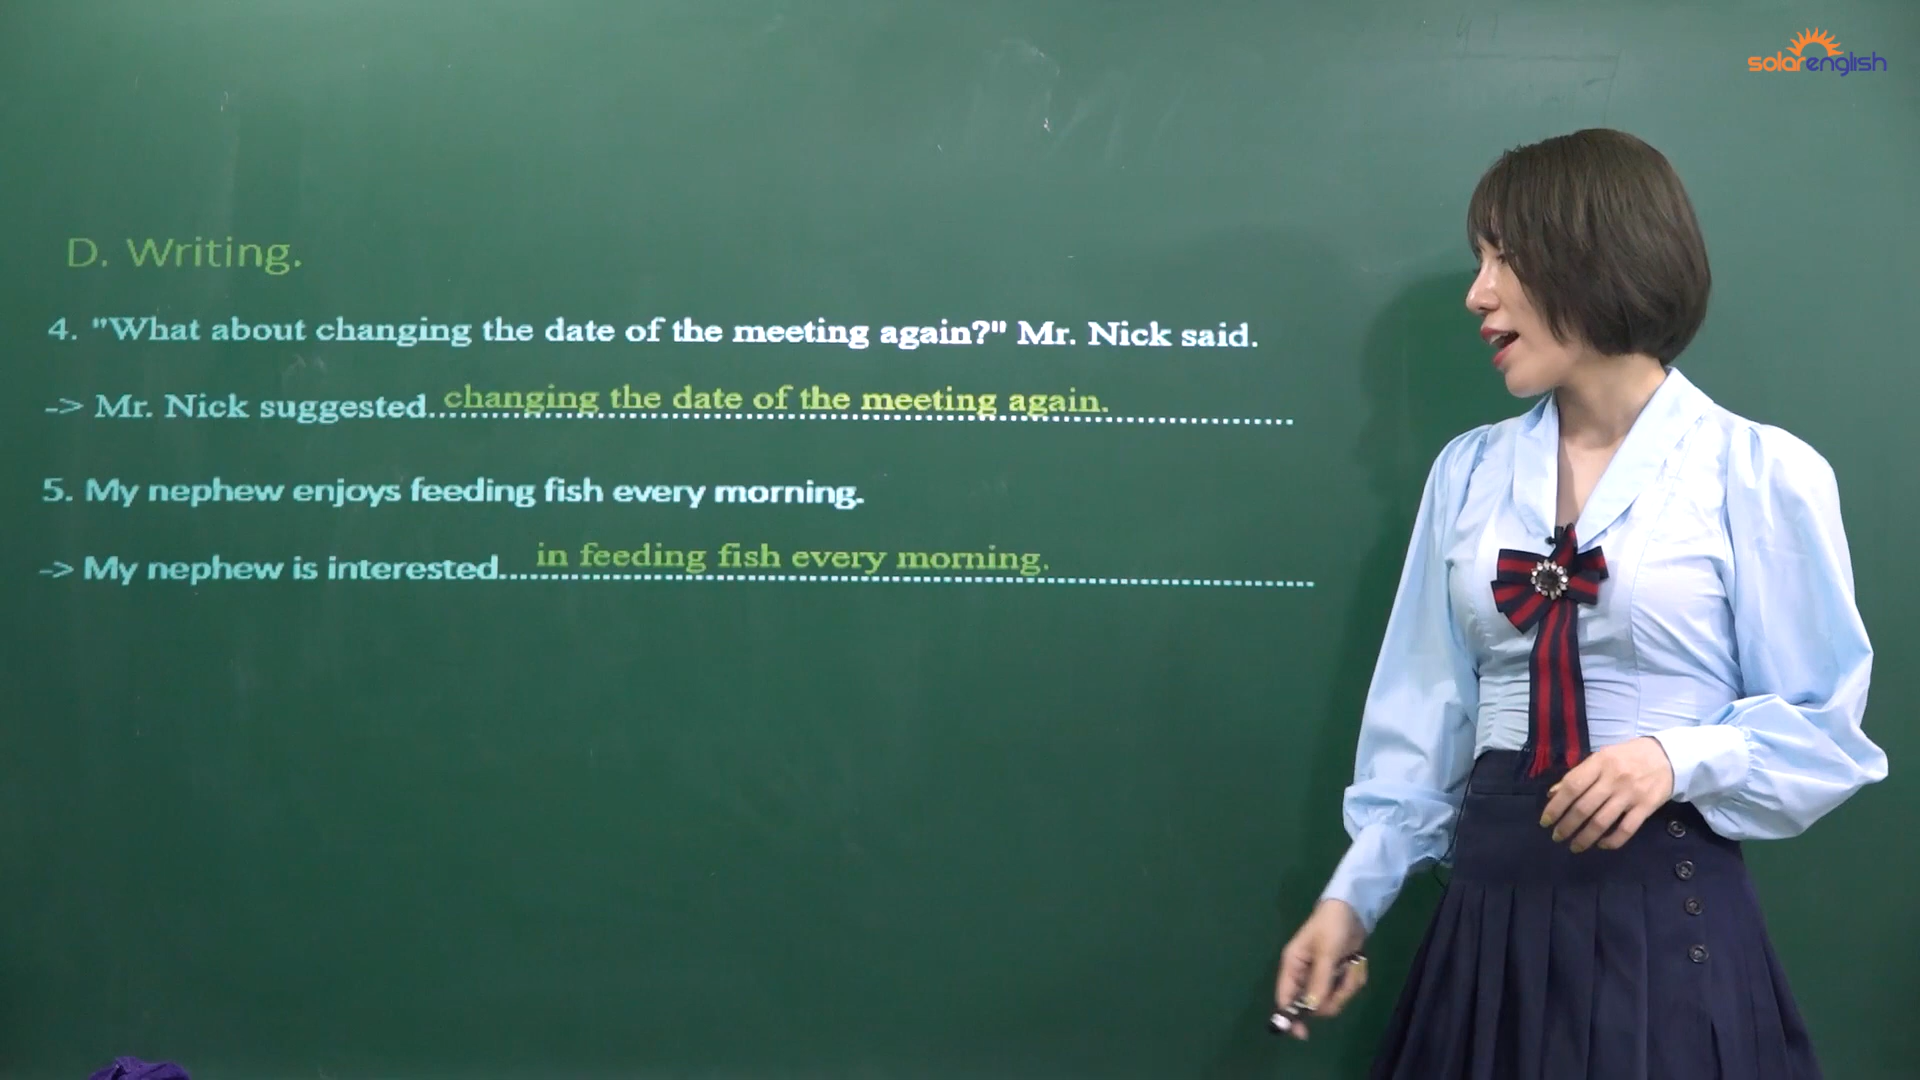 solarenglish
D. Writing.
4. "What about changing the date of the meeting again?" Mr. Nick said.
-> Mr. Nick suggested..changing the date of the meeting again.............................
5. My nephew enjoys feeding fish every morning.
-> My nephew is interested.... in feeding fish every morning. .............................